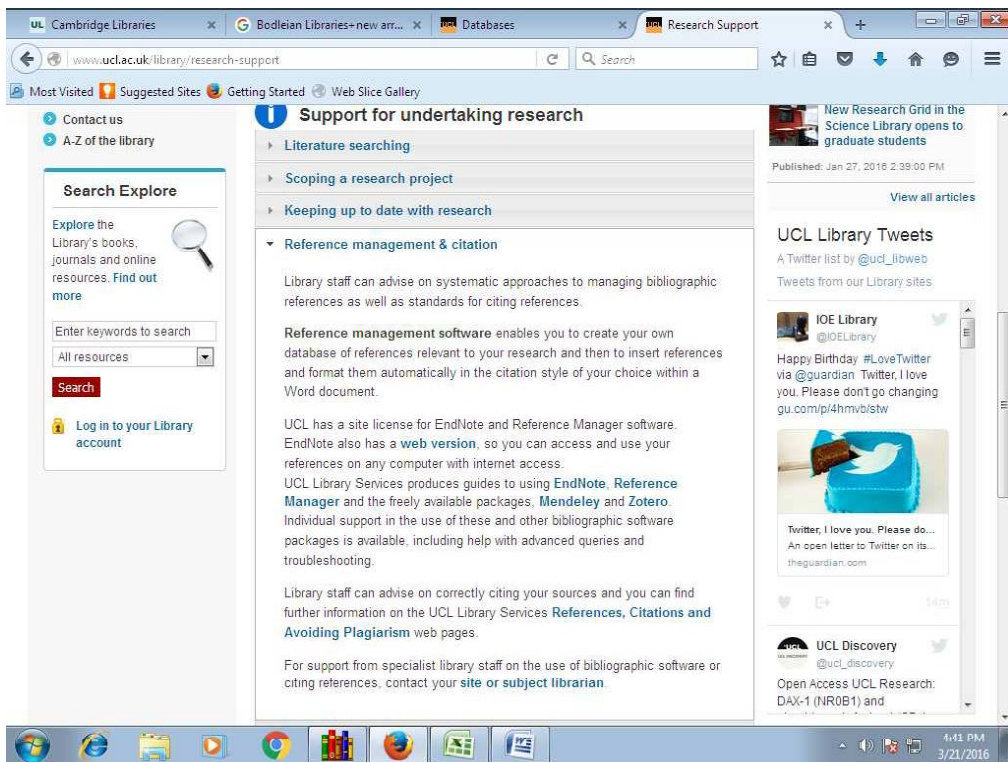 UL Cambridge Libraries
G Bodleian Libraries+new arr...
UCL Databases
UCL Research Support
www.ucl.ac.uk/library/research-support
Search
Most Visited Suggested Sites Getting Started Web Slice Gallery
Contact us
A-Z of the library
Search Explore
Explore the
Library's books,
journals and online
resources. Find out
more
Enter keywords to search
All resources
Search
Log in to your Library
account
Support for undertaking research
Literature searching
Scoping a research project
Keeping up to date with research
Reference management & citation
Library staff can advise on systematic approaches to managing bibliographic
references as well as standards for citing references.
Reference management software enables you to create your own
database of references relevant to your research and then to insert references
and format them automatically in the citation style of your choice within a
Word document.
UCL has a site license for EndNote and Reference Manager software.
EndNote also has a web version, so you can access and use your
references on any computer with internet access.
UCL Library Services produces guides to using EndNote, Reference
Manager and the freely available packages, Mendeley and Zotero.
Individual support in the use of these and other bibliographic software
packages is available, including help with advanced queries and
troubleshooting.
Library staff can advise on correctly citing your sources and you can find
further information on the UCL Library Services References, Citations and
Avoiding Plagiarism web pages.
For support from specialist library staff on the use of bibliographic software or
citing references, contact your site or subject librarian.
New Research Grid in the
Science Library opens to
graduate students
Published: Jan 27, 2016 2:39:00 PM
View all articles
UCL Library Tweets
A Twitter list by @ucl_libweb
Tweets from our Library sites
IOE Library
@IOELibrary
Happy Birthday #LoveTwitter
via @guardian Twitter, I love
you. Please don't go changing
gu.com/p/4hmvb/stw
Twitter, I love you. Please do...
An open letter to Twitter on its...
theguardian.com
14m
UCL Discovery
@ucl_discovery
Open Access UCL Research:
DAX-1 (NR0B1) and
4:41 PM
3/21/2016